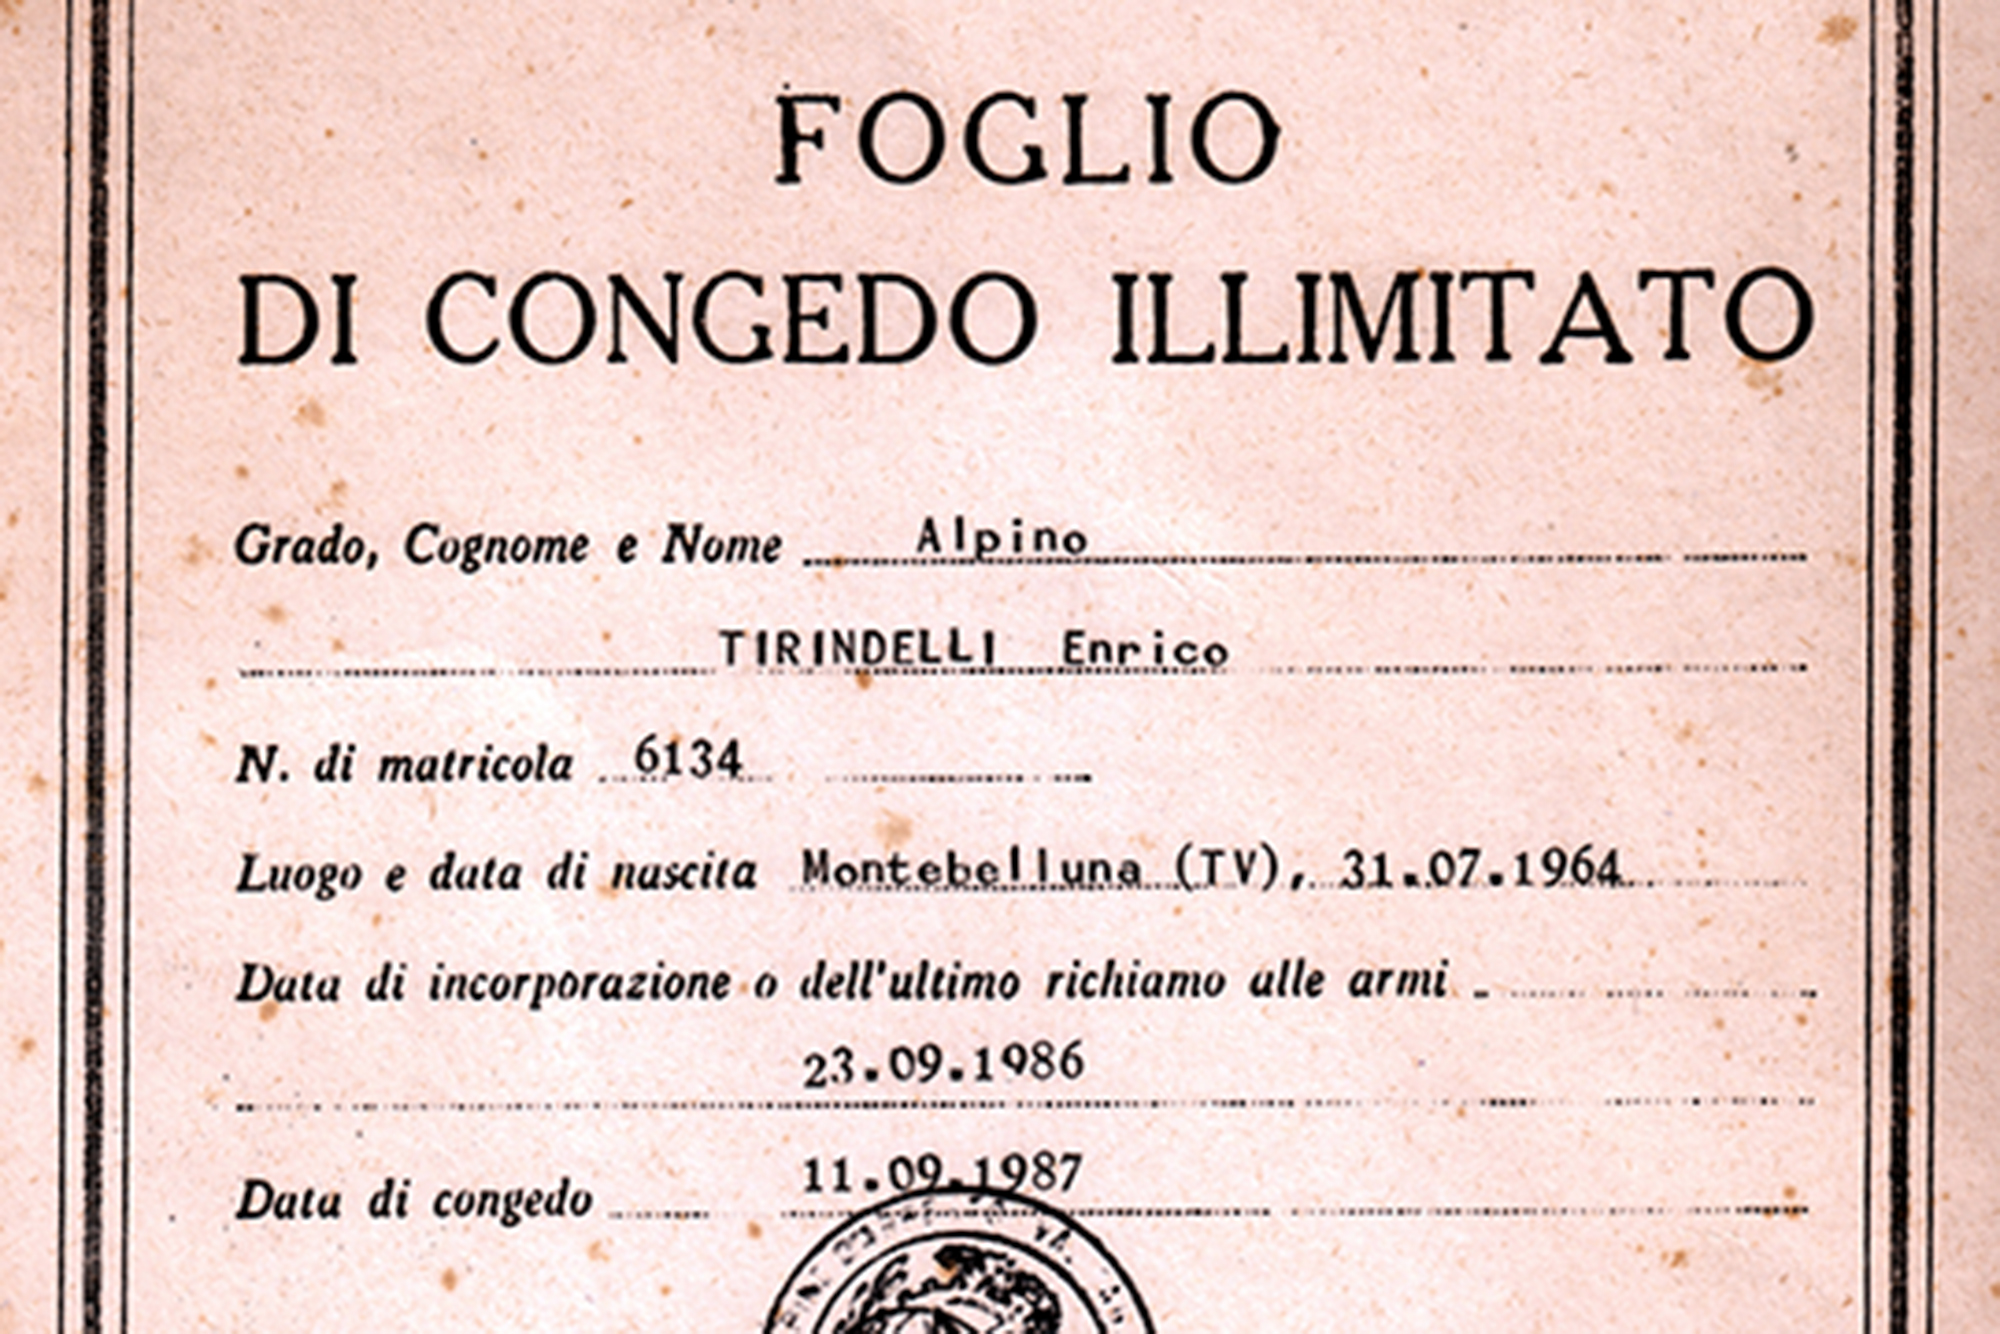 FOGLIO
DI CONGEDO ILLIMITATO
Grado, Cognome e Nome Alpino
TIRINDELLI Enrico
N. di matricola 6134
Luogo e data di nascita Montebelluna (TV), 31.07.1964
Data di incorporazione o dell'ultimo richiamo alle armi
23.09.1986
Data di congedo 11.09.1987